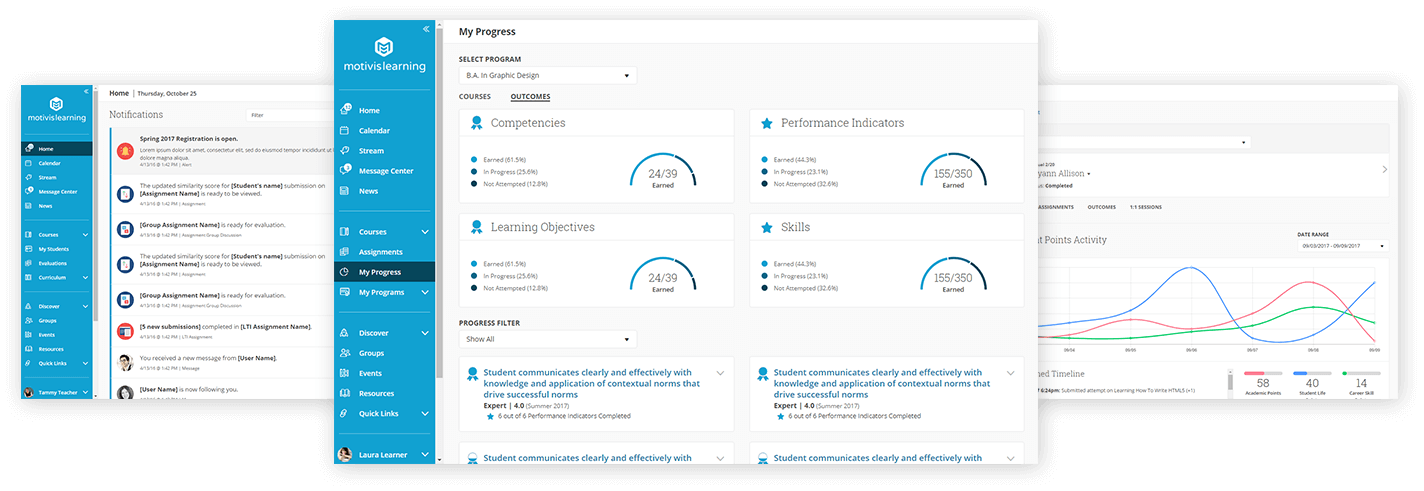 motivislearning
Home
Calendar
Stream
Message Center
News
Courses
My Students
Evaluations
Curriculum
Discover
Groups
Events
Resources
Quick Links
Tammy Teacher
Home | Thursday, October 25
Notifications
Filter
Spring 2017 Registration is open.
Lorem ipsum dolor sit amet, consectetur elit, sed do eiusmod tempor incididunt ut
dolore magna aliqua.
4/13/16 @ 1:42 PM | Alert
The updated similarity score for [Student's name] submission on
[Assignment Name] is ready to be viewed.
4/13/16 @ 1:42 PM | Assignment
[Group Assignment Name] is ready for evaluation.
4/13/16 @ 1:42 PM | Assignment Group Discussion
The updated similarity score for [Student's name] submission on
[Assignment Name] is ready to be viewed.
4/13/16 @ 1:42 PM | Assignment
[Group Assignment Name] is ready for evaluation.
4/13/16 @ 1:42 PM | Assignment Group Discussion
[5 new submissions] completed in [LTI Assignment Name].
4/13/16 @ 1:42 PM | LTI Assignment
You received a new message from [User Name].
4/13/16 @ 1:42 PM | Message
[User Name] is now following you.
motivislearning
Home
Calendar
Stream
Message Center
News
Courses
Assignments
My Progress
My Programs
Discover
Groups
Events
Resources
Quick Links
Laura Learner
My Progress
SELECT PROGRAM
B.A. In Graphic Design
COURSES OUTCOMES
Competencies
Earned (61.5%)
In Progress (25.6%)
Not Attempted (12.8%)
24/39
Earned
Performance Indicators
Earned (44.3%)
In Progress (23.1%)
Not Attempted (32.6%)
155/350
Earned
Learning Objectives
Earned (61.5%)
In Progress (25.6%)
Not Attempted (12.8%)
24/39
Earned
Skills
Earned (44.3%)
In Progress (23.1%)
Not Attempted (32.6%)
155/350
Earned
PROGRESS FILTER
Show All
Student communicates clearly and effectively with
knowledge and application of contextual norms that
drive successful norms
Expert | 4.0 (Summer 2017)
6 out of 6 Performance Indicators Completed
Student communicates clearly and effectively with
knowledge and application of contextual norms that
drive successful norms
Expert | 4.0 (Summer 2017)
6 out of 6 Performance Indicators Completed
Student communicates clearly and effectively with
Student communicates clearly and effectively with
2/20
yann Allison
Completed
ASSIGNMENTS OUTCOMES 1:1 SESSIONS
Points Activity
DATE RANGE
09/03/2017 - 09/09/2017
09/04 09/05 09/06 09/07 09/08 09/09
Timeline
6:24pm: Submitted attempt on Learning How To Write HTML5 (+1)
58
Academic Points
40
Student Life
14
Career Skill